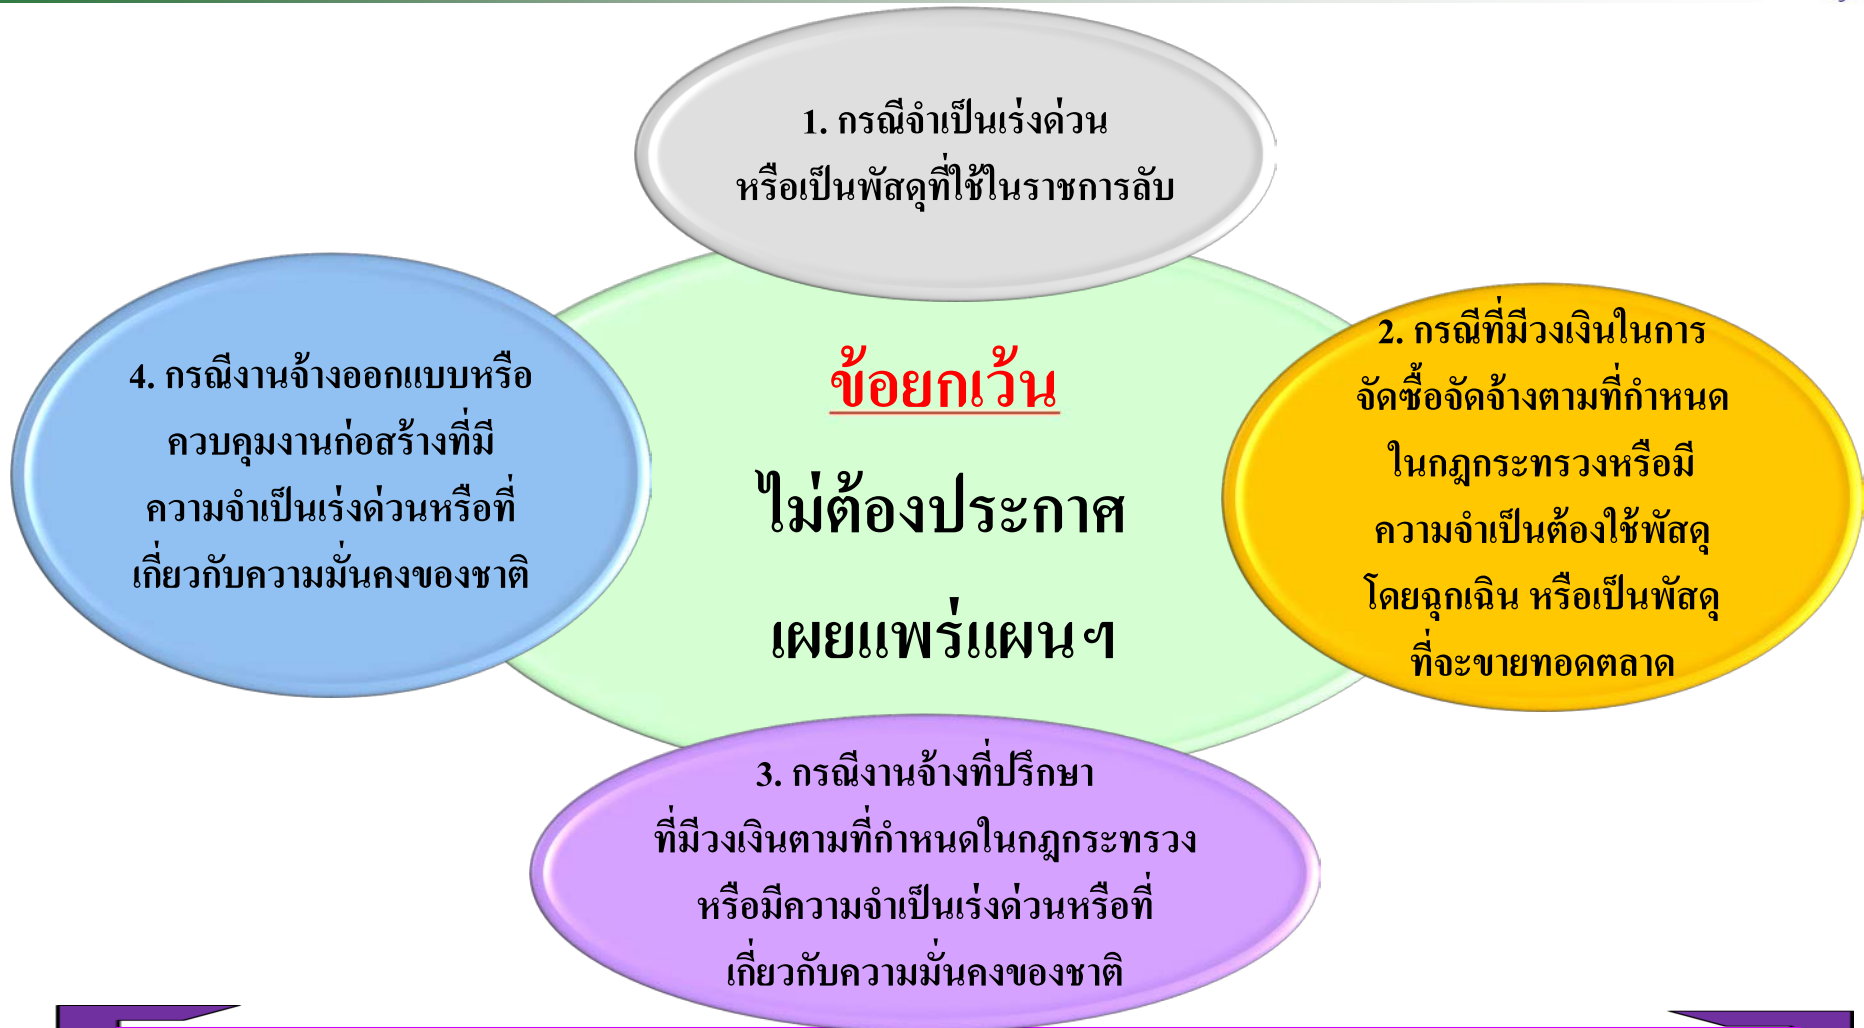 1. กรณีจำเป็นเร่งด่วน
หรือเป็นพัสดุที่ใช้ในราชการลับ
ข้อยกเว้น
ไม่ต้องประกาศ
เผยแพร่แผนฯ
2. กรณีที่มีวงเงินในการ
จัดซื้อจัดจ้างตามที่กำหนด
ในกฎกระทรวงหรือมี
ความจำเป็นต้องใช้พัสดุ
โดยฉุกเฉิน หรือเป็นพัสดุ
ที่จะขายทอดตลาด
3. กรณีงานจ้างที่ปรึกษา
ที่มีวงเงินตามที่กำหนดในกฎกระทรวง
หรือมีความจำเป็นเร่งด่วนหรือที่
เกี่ยวกับความมั่นคงของชาติ
4. กรณีงานจ้างออกแบบหรือ
ควบคุมงานก่อสร้างที่มี
ความจำเป็นเร่งด่วนหรือที่
เกี่ยวกับความมั่นคงของชาติ